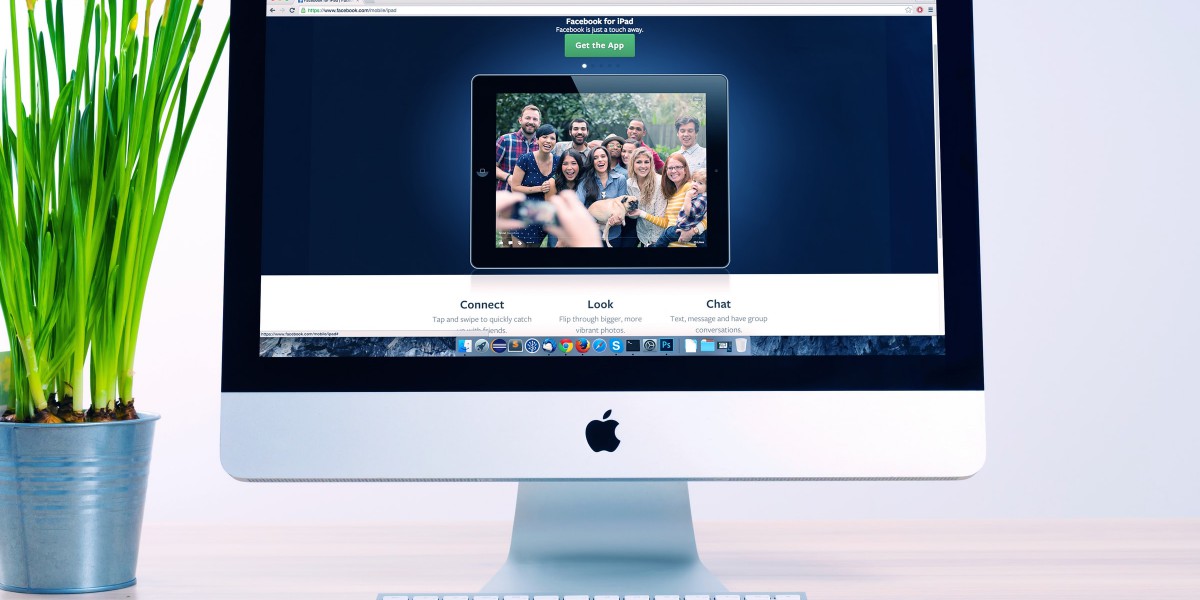 https://www.facebook.com/mobile/ipad
Facebook for iPad
Facebook is just a touch away.
Get the App
Connect
Look
Chat
Tap and swipe to quickly catch
Flip through bigger, more
Text, message and have group
with friends.
vibrant photos.
conversations.
https://www.facebook.com/mobile/ipad#
S
Ps